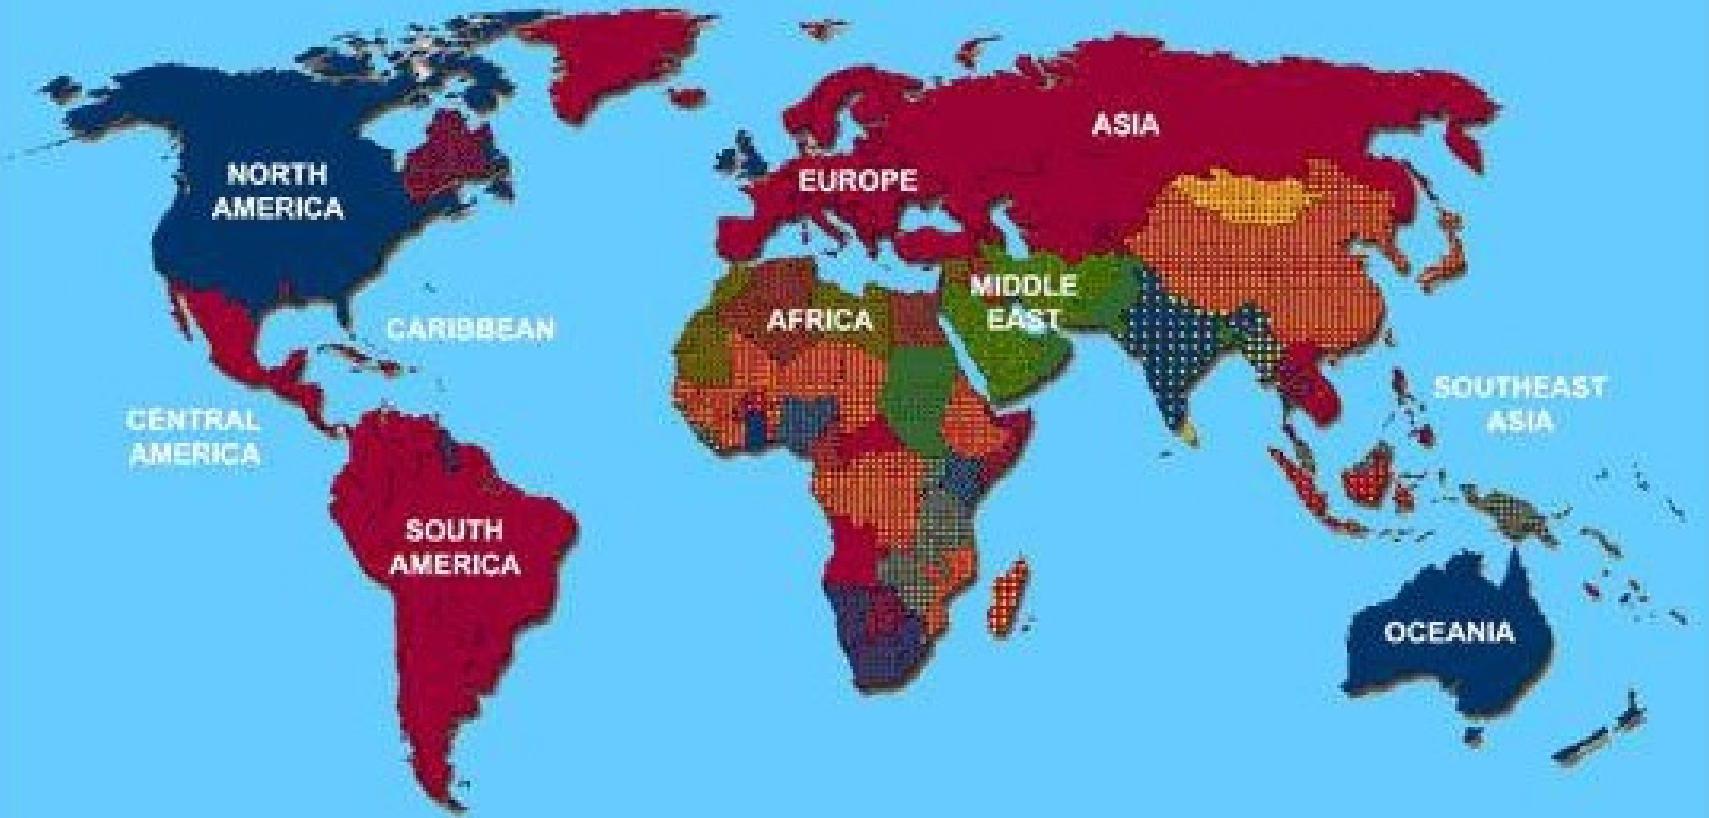 NORTH
AMERICA
CARIBBEAN
CENTRAL
AMERICA
SOUTH
AMERICA
EUROPE
ASIA
AFRICA
MIDDLE
EAST
SOUTHEAST
ASIA
OCEANIA